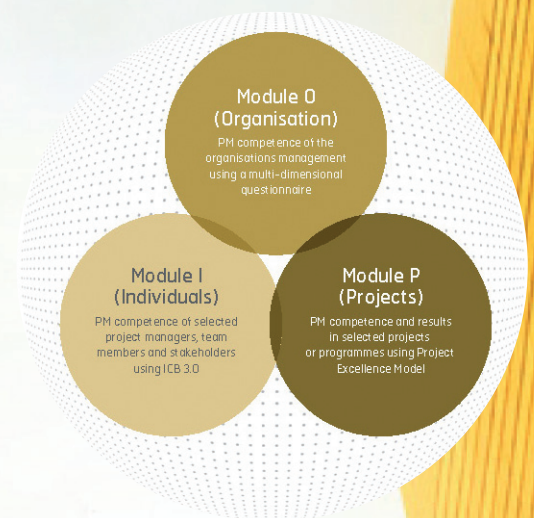 Module O
(Organisation)
PM competence of the
organisations management
using a multi-dimensional
questionnaire
Module I
(Individuals)
PM competence of selected
project managers, team
members and stakeholders
using ICB 3.0
Module P
(Projects)
PM competence and results
in selected projects
or programmes using Project
Excellence Model